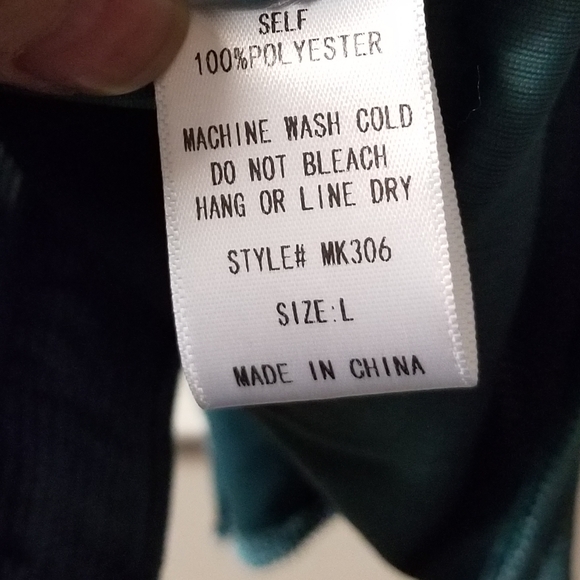 SELF
100%POLYESTER
MACHINE WASH COLD
DO NOT BLEACH
HANG OR LINE DRY
STYLE# MK306
SIZE:L
MADE IN CHINA